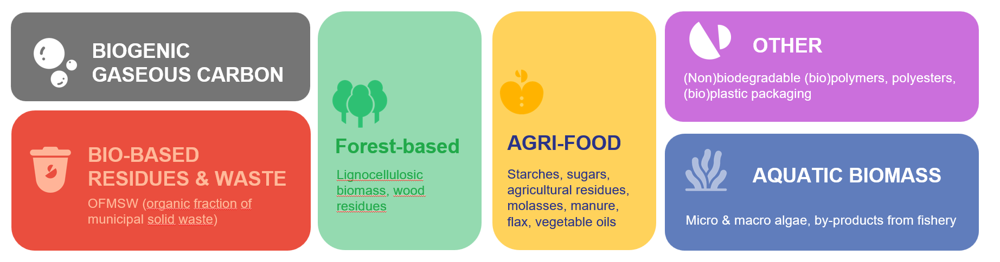 BIOGENIC
GASEOUS CARBON
BIO-BASED
RESIDUES & WASTE
OFMSW (organic fraction of
municipal solid waste)
Forest-based
Lignocellulosic
biomass, wood
residues
AGRI-FOOD
Starches, sugars,
agricultural residues,
molasses, manure,
flax, vegetable oils
OTHER
(Non)biodegradable (bio)polymers, polyesters,
(bio)plastic packaging
AQUATIC BIOMASS
Micro & macro algae, by-products from fishery